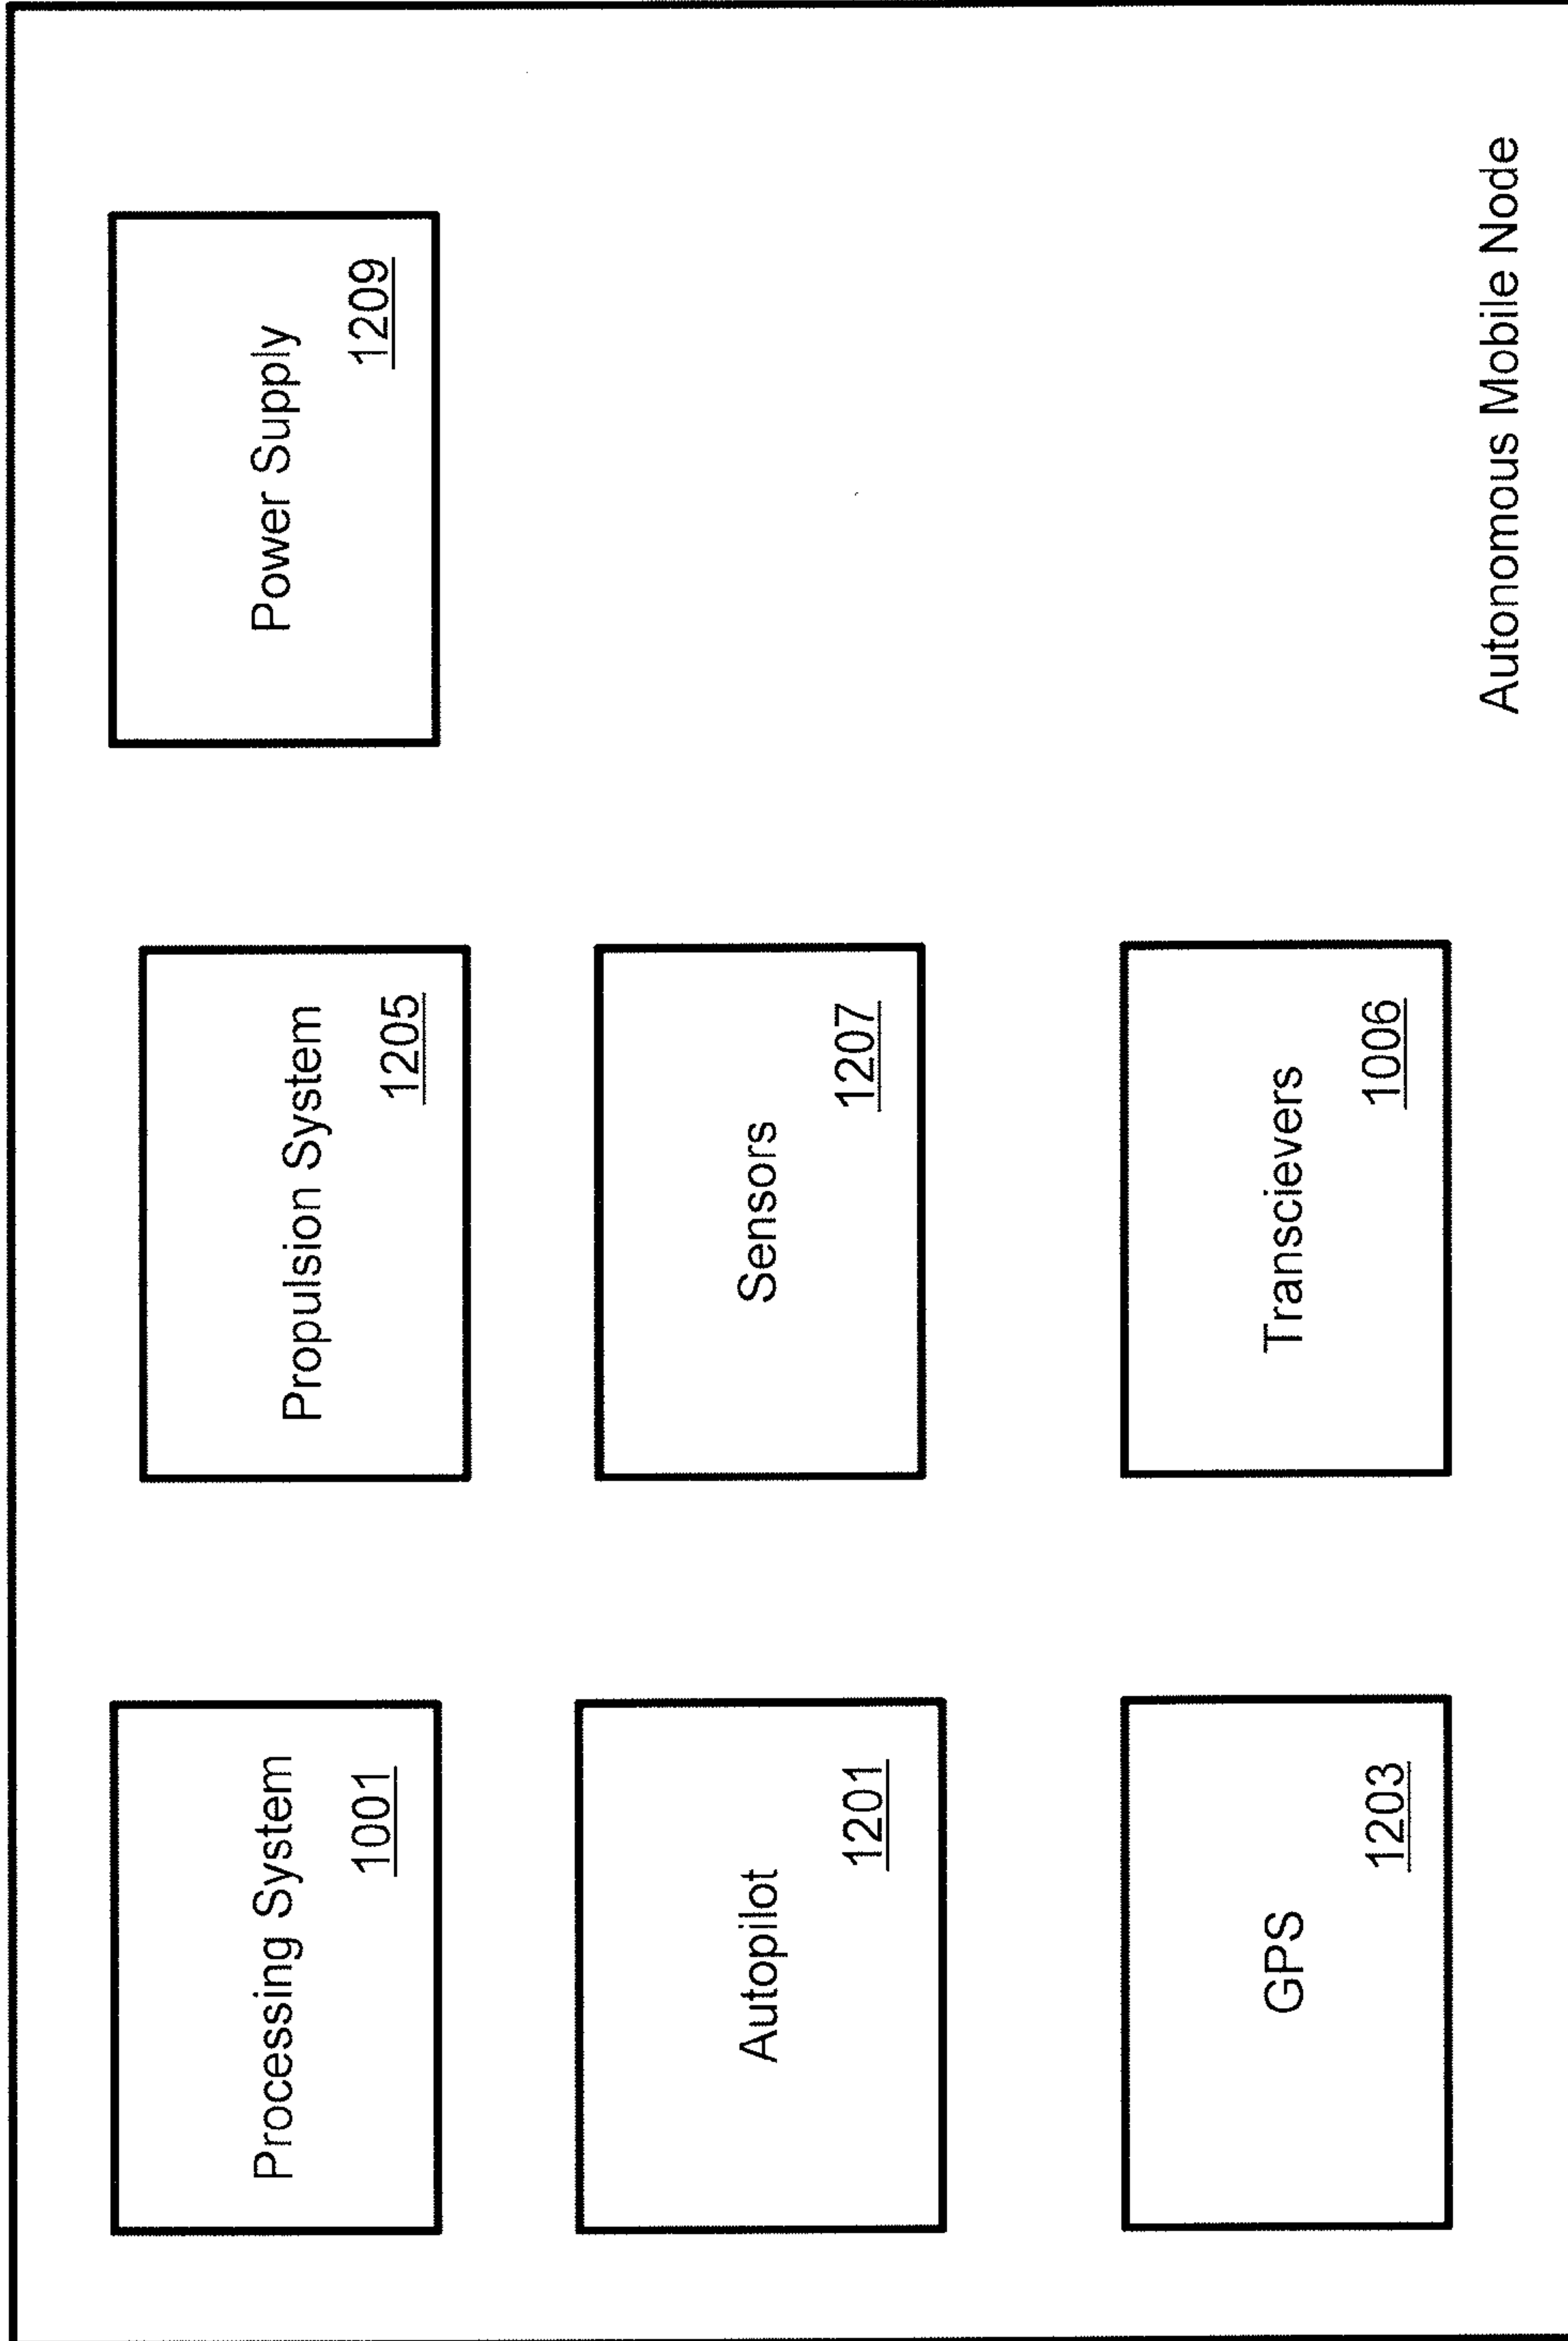 Processing System
1001
Propulsion System
1205
Power Supply
1209
Autopilot
1201
Sensors
1207
GPS
1203
Transcievers
1006
Autonomous Mobile Node